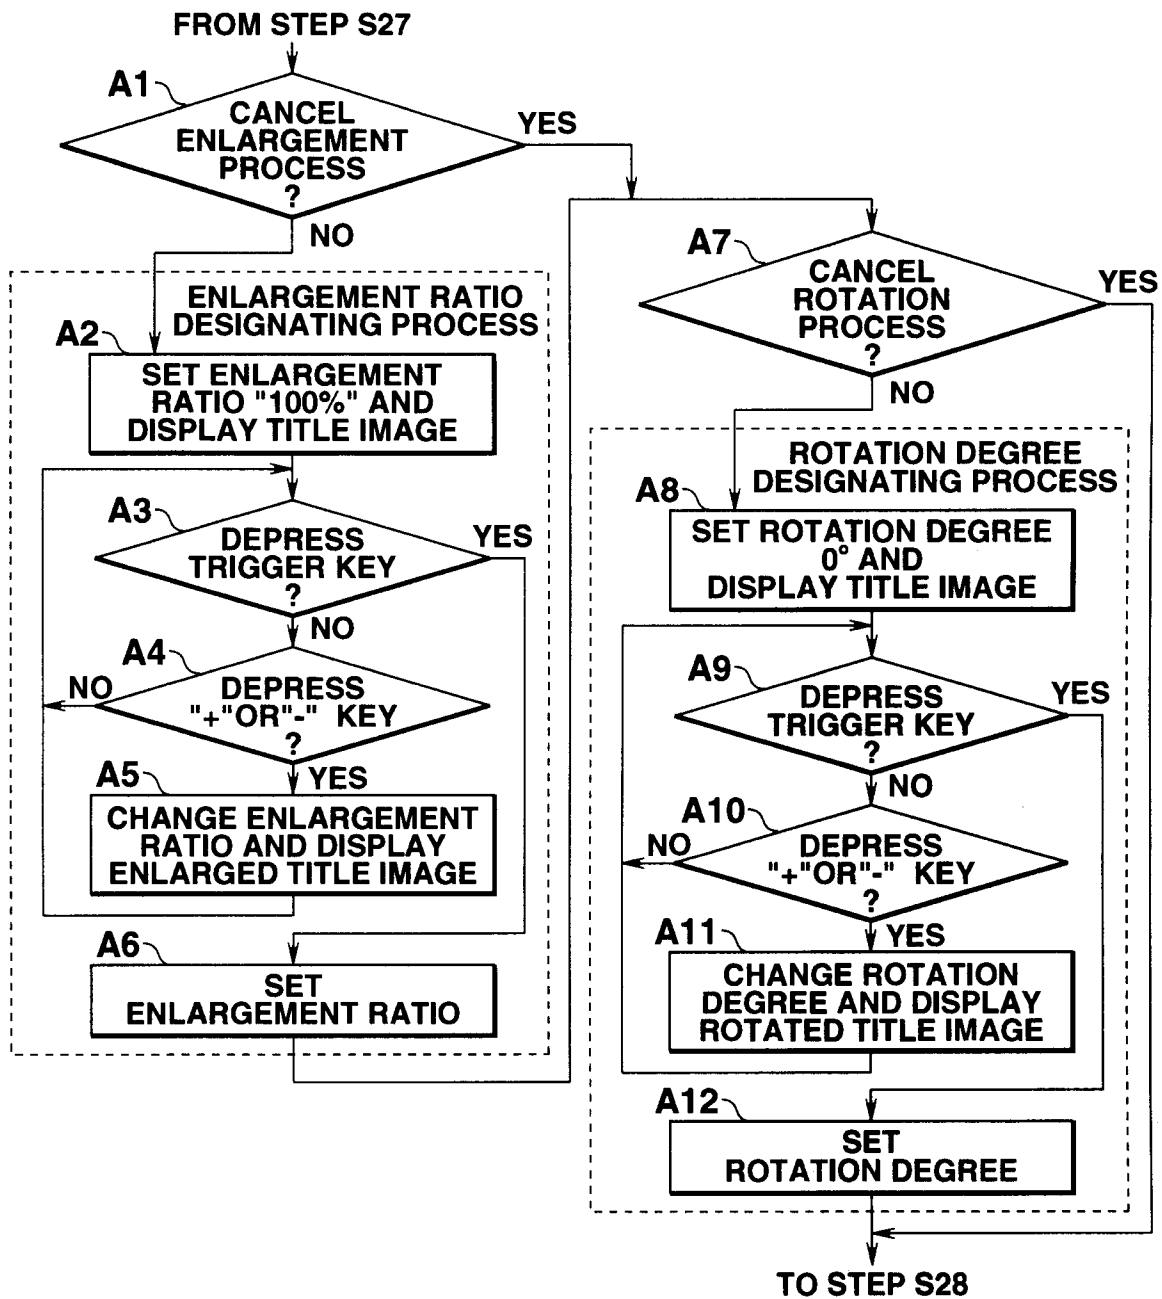 FROM STEP S27
A1
CANCEL
ENLARGEMENT
PROCESS
?
YES
NO
ENLARGEMENT RATIO
DESIGNATING PROCESS
A2
SET ENLARGEMENT
RATIO "100%" AND
DISPLAY TITLE IMAGE
A3
DEPRESS
TRIGGER KEY
?
YES
NO
A4
DEPRESS
"+"OR"-" KEY
?
NO
YES
A5
CHANGE ENLARGEMENT
RATIO AND DISPLAY
ENLARGED TITLE IMAGE
A6
SET
ENLARGEMENT RATIO
A7
CANCEL
ROTATION
PROCESS
?
YES
NO
ROTATION DEGREE
DESIGNATING PROCESS
A8
SET ROTATION DEGREE
0° AND
DISPLAY TITLE IMAGE
A9
DEPRESS
TRIGGER KEY
?
YES
NO
A10
DEPRESS
"+"OR"-" KEY
?
NO
YES
A11
CHANGE ROTATION
DEGREE AND DISPLAY
ROTATED TITLE IMAGE
A12
SET
ROTATION DEGREE
TO STEP S28